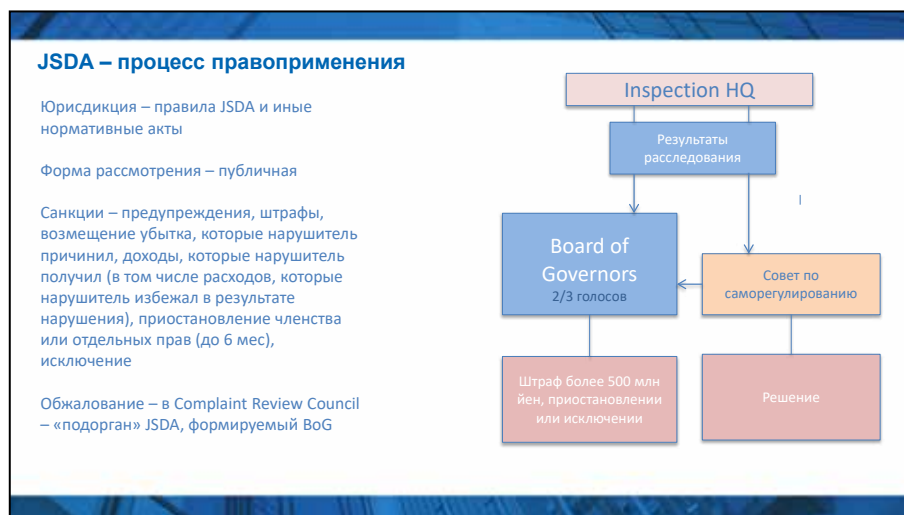 JSDA – процесс правоприменения
Юрисдикция – правила JSDA и иные
нормативные акты
Форма рассмотрения – публичная
Санкции – предупреждения, штрафы,
возмещение убытка, которые нарушитель
причинил, доходы, которые нарушитель
получил (в том числе расходов, которые
нарушитель избежал в результате
нарушения), приостановление членства
или отдельных прав (до 6 мес),
исключение
Обжалование – в Complaint Review Council
– «подорган» JSDA, формируемый BoG
Inspection HQ
Результаты
расследования
Board of
Governors
2/3 голосов
Совет по
саморегулированию
Штраф более 500 млн
йен, приостановлении
или исключении
Решение